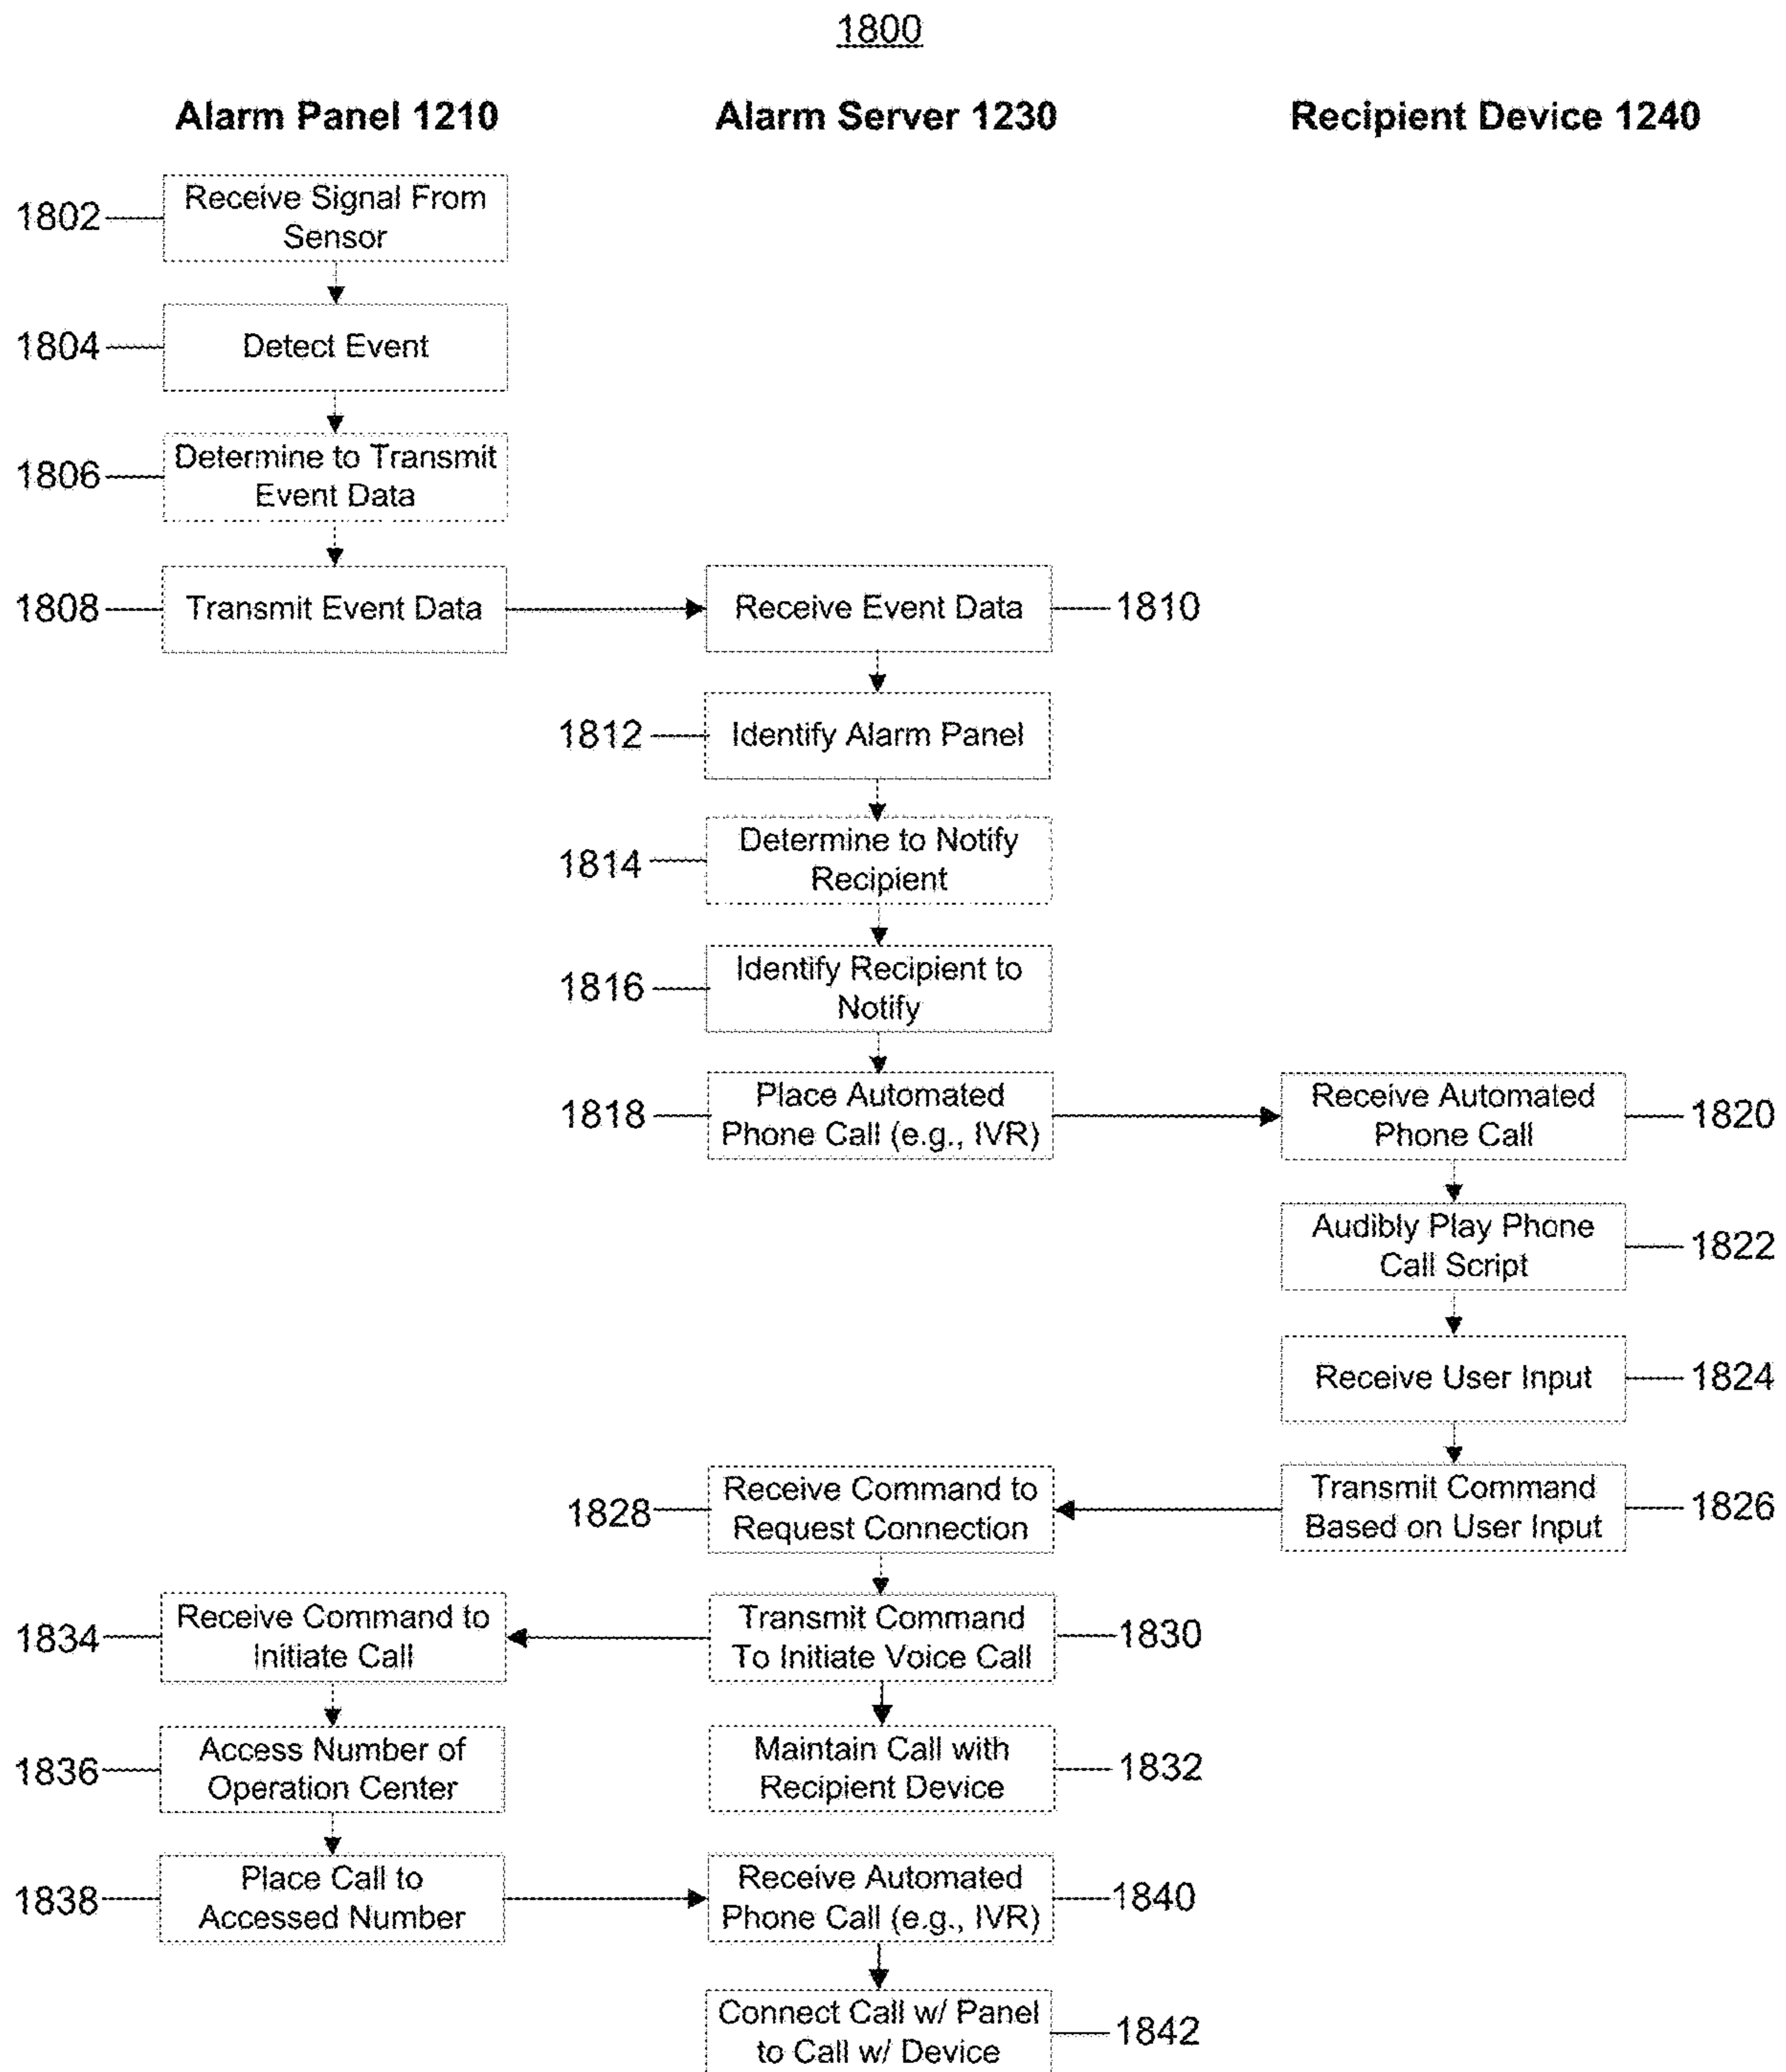 1800
Alarm Panel 1210
Alarm Server 1230
Recipient Device 1240
1802
Receive Signal From
Sensor
1804
Detect Event
1806
Determine to Transmit
Event Data
1808
Transmit Event Data
Receive Event Data
1810
1812
Identify Alarm Panel
1814
Determine to Notify
Recipient
1816
Identify Recipient to
Notify
1818
Place Automated
Phone Call (e.g., IVR)
Receive Automated
Phone Call
1820
Audibly Play Phone
Call Script
1822
Receive User Input
1824
1828
Receive Command to
Request Connection
Transmit Command
Based on User Input
1826
1834
Receive Command to
Initiate Call
Transmit Command
To Initiate Voice Call
1830
1836
Access Number of
Operation Center
Maintain Call with
Recipient Device
1832
1838
Place Call to
Accessed Number
Receive Automated
Phone Call (e.g., IVR)
1840
Connect Call w/ Panel
to Call w/ Device
1842